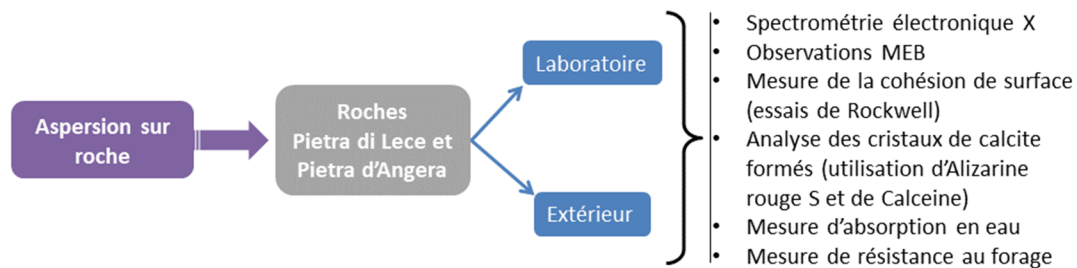 Aspersion sur
roche
Roches
Pietra di Lece et
Pietra d'Angera
Laboratoire
Extérieur
• Spectrométrie électronique X
• Observations MEB
• Mesure de la cohésion de surface
(essais de Rockwell)
• Analyse des cristaux de calcite
formés (utilisation d'Alizarine
rouge S et de Calceine)
• Mesure d'absorption en eau
• Mesure de résistance au forage